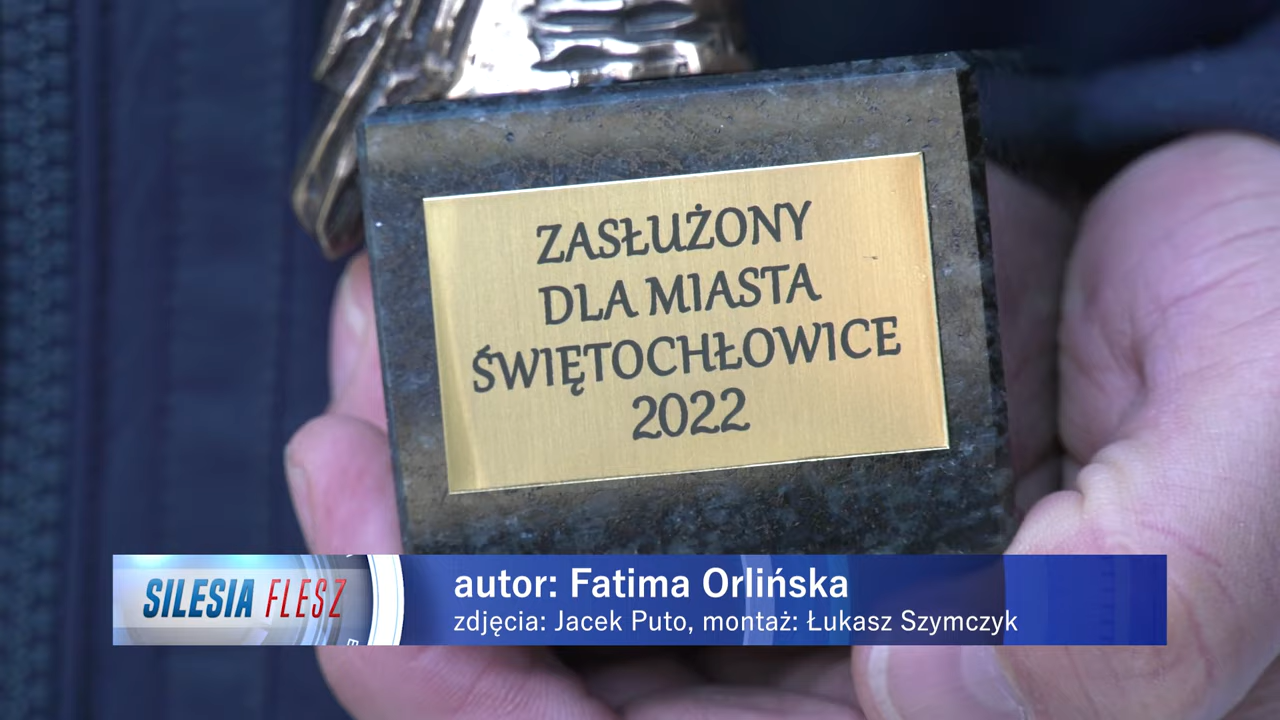 ZASŁUŻONY
DLA MIASTA
ŚWIĘTOCHŁOWICE
2022
SILESIA FLESZ
autor: Fatima Orlińska
zdjęcia: Jacek Puto, montaż: Łukasz Szymczyk